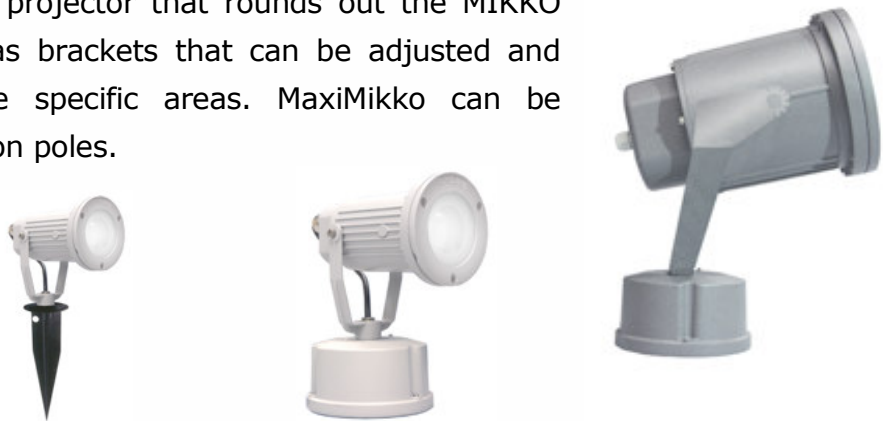 projector that rounds out the MIKKO
as brackets that can be adjusted and
e specific areas. MaxiMikko can be
on poles.